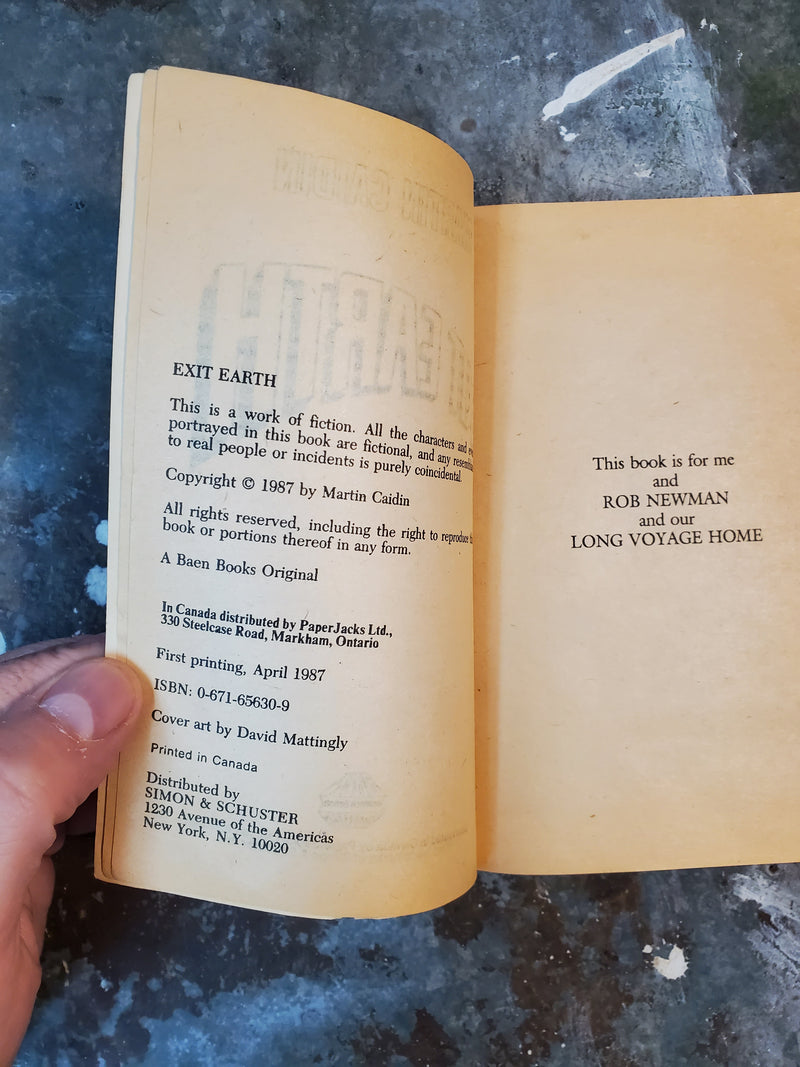 EXIT EARTH
This is a work of fiction. All the characters and
portrayed in this book are fictional, and any
to real people or incidents is purely coincidental.
Copyright © 1987 by Martin Caidin
All rights reserved, including the right to reproduce
book or portions thereof in any form.
A Baen Books Original
In Canada distributed by PaperJacks Ltd.,
330 Steelcase Road, Markham, Ontario
First printing, April 1987
ISBN: 0-671-65630-9
Cover art by David Mattingly
Printed in Canada
Distributed by
SIMON & SCHUSTER
1230 Avenue of the Americas
New York, N.Y. 10020
This book is for me
and
ROB NEWMAN
and our
LONG VOYAGE HOME